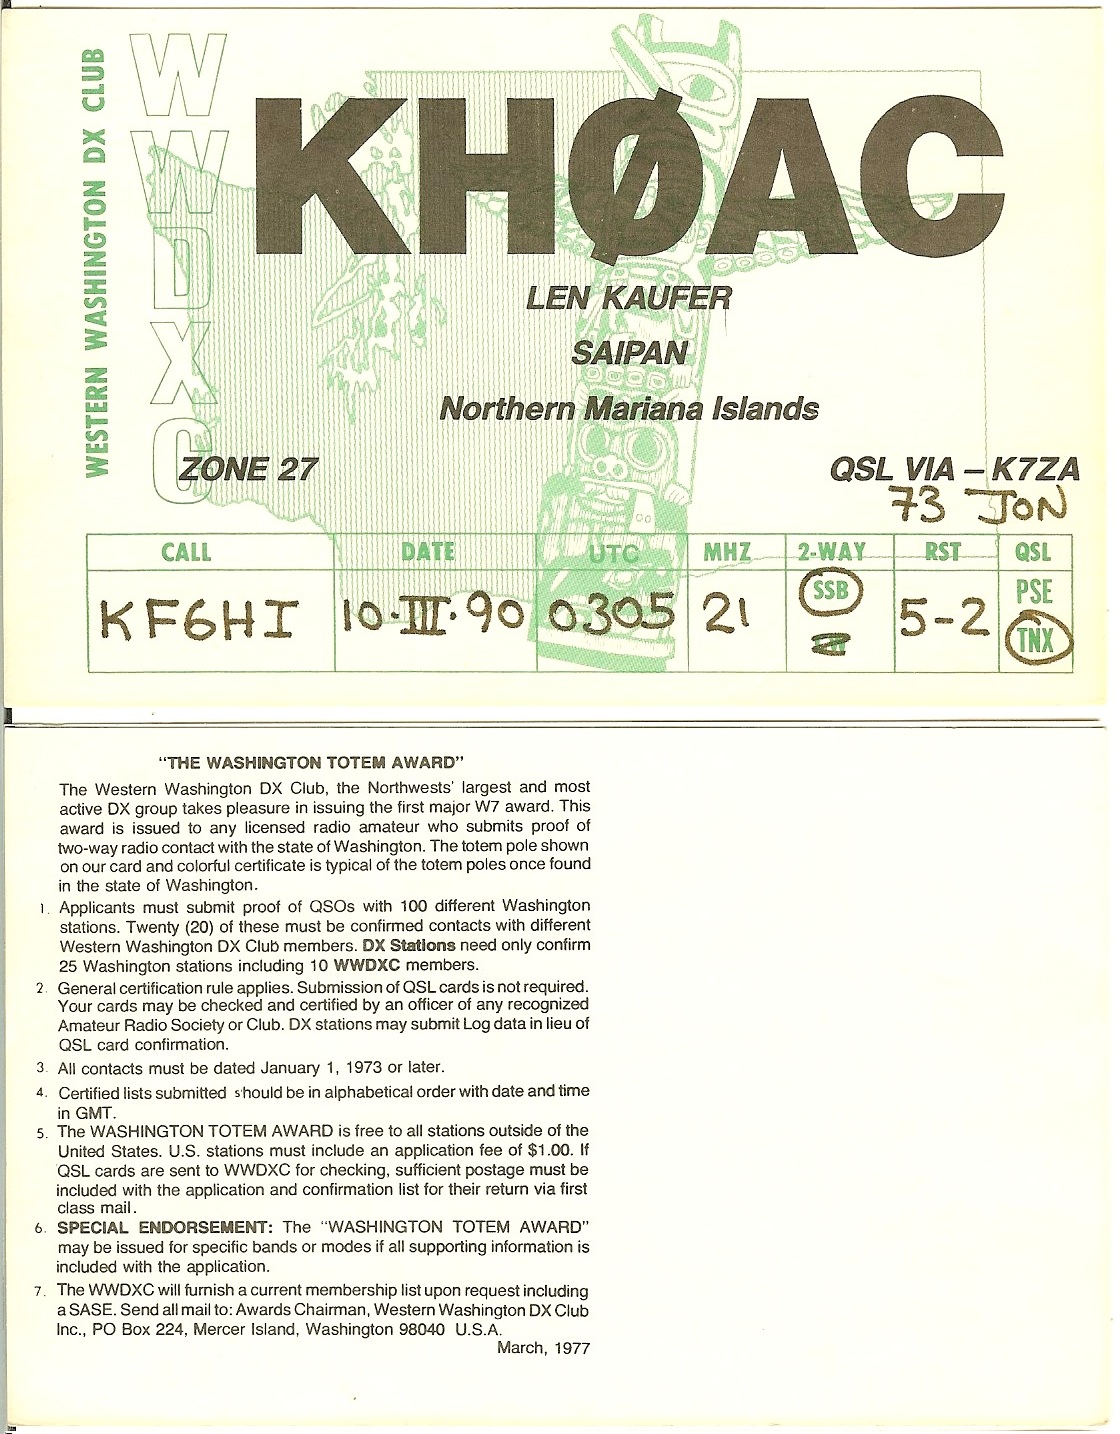 WESTERN WASHINGTON DX CLUB
WWDXC
KHØAC
LEN KAUFER
SAIPAN
Northern Mariana Islands
ZONE 27
QSL VIA – K7ZA
73 JON
CALL DATE UTC MHZ 2-WAY RST QSL
KF6HI 10·III·90 0305 21 SSB 5-2 PSE
TNX
"THE WASHINGTON TOTEM AWARD"
The Western Washington DX Club, the Northwests' largest and most
active DX group takes pleasure in issuing the first major W7 award. This
award is issued to any licensed radio amateur who submits proof of
two-way radio contact with the state of Washington. The totem pole shown
on our card and colorful certificate is typical of the totem poles once found
in the state of Washington.
1. Applicants must submit proof of QSOs with 100 different Washington
stations. Twenty (20) of these must be confirmed contacts with different
Western Washington DX Club members. DX Stations need only confirm
25 Washington stations including 10 WWDXC members.
2. General certification rule applies. Submission of QSL cards is not required.
Your cards may be checked and certified by an officer of any recognized
Amateur Radio Society or Club. DX stations may submit Log data in lieu of
QSL card confirmation.
3. All contacts must be dated January 1, 1973 or later.
4. Certified lists submitted should be in alphabetical order with date and time
in GMT.
5. The WASHINGTON TOTEM AWARD is free to all stations outside of the
United States. U.S. stations must include an application fee of $1.00. If
QSL cards are sent to WWDXC for checking, sufficient postage must be
included with the application and confirmation list for their return via first
class mail.
6. SPECIAL ENDORSEMENT: The "WASHINGTON TOTEM AWARD"
may be issued for specific bands or modes if all supporting information is
included with the application.
7. The WWDXC will furnish a current membership list upon request including
a SASE. Send all mail to: Awards Chairman, Western Washington DX Club
Inc., PO Box 224, Mercer Island, Washington 98040 U.S.A.
March, 1977